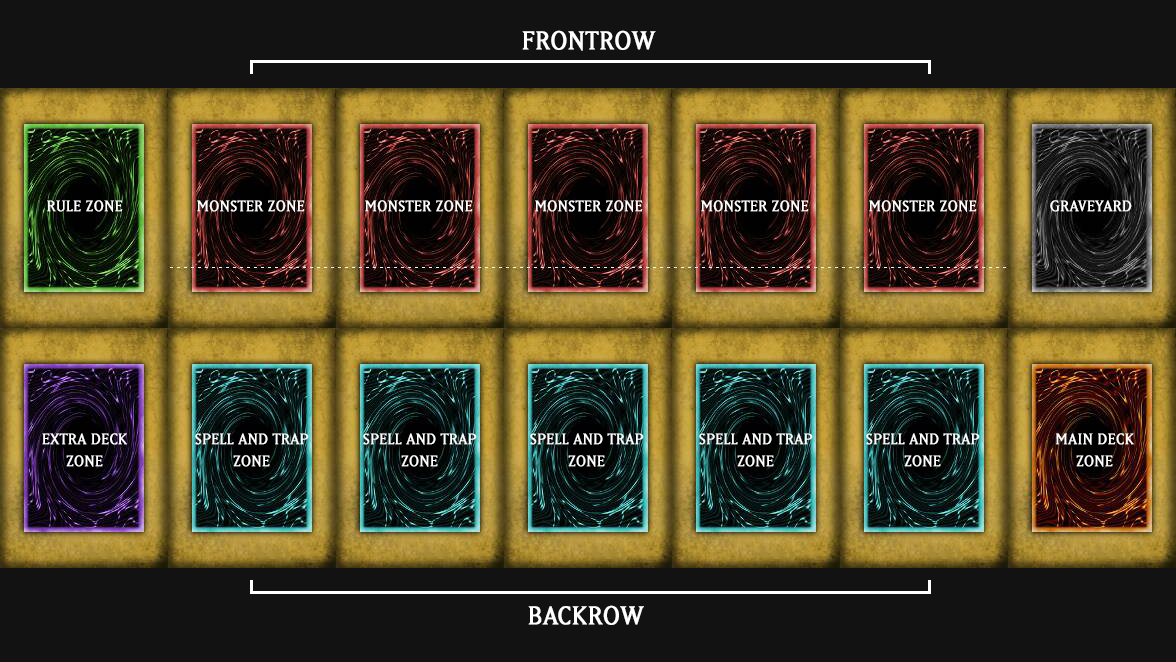 FRONTROW
RULE ZONE
MONSTER ZONE
MONSTER ZONE
MONSTER ZONE
MONSTER ZONE
MONSTER ZONE
GRAVEYARD
EXTRA DECK
ZONE
SPELL AND TRAP
ZONE
SPELL AND TRAP
ZONE
SPELL AND TRAP
ZONE
SPELL AND TRAP
ZONE
SPELL AND TRAP
ZONE
MAIN DECK
ZONE
BACKROW